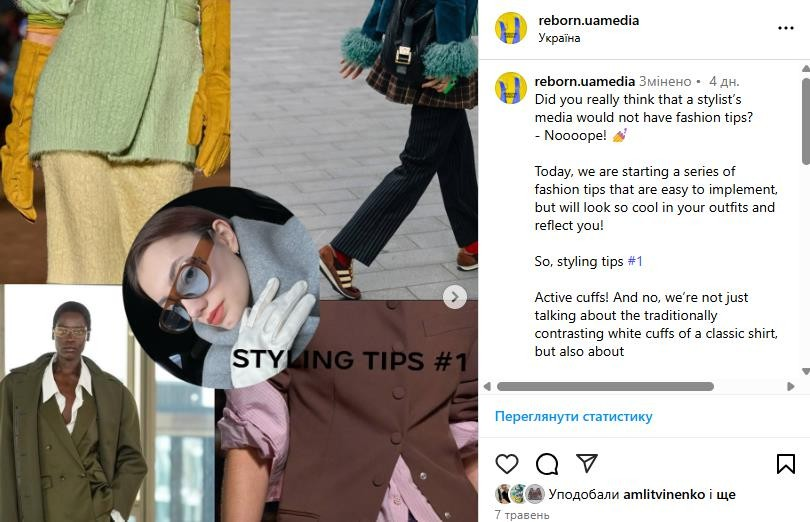 reborn.uamedia
Україна
reborn.uamedia Змінено • 4 дн.
Did you really think that a stylist’s
media would not have fashion tips?
- Noooope! 💅
Today, we are starting a series of
fashion tips that are easy to implement,
but will look so cool in your outfits and
reflect you!
So, styling tips #1
Active cuffs! And no, we’re not just
talking about the traditionally
contrasting white cuffs of a classic shirt,
but also about
STYLING TIPS #1
Переглянути статистику
Уподобали amlitvinenko і ще
7 травень